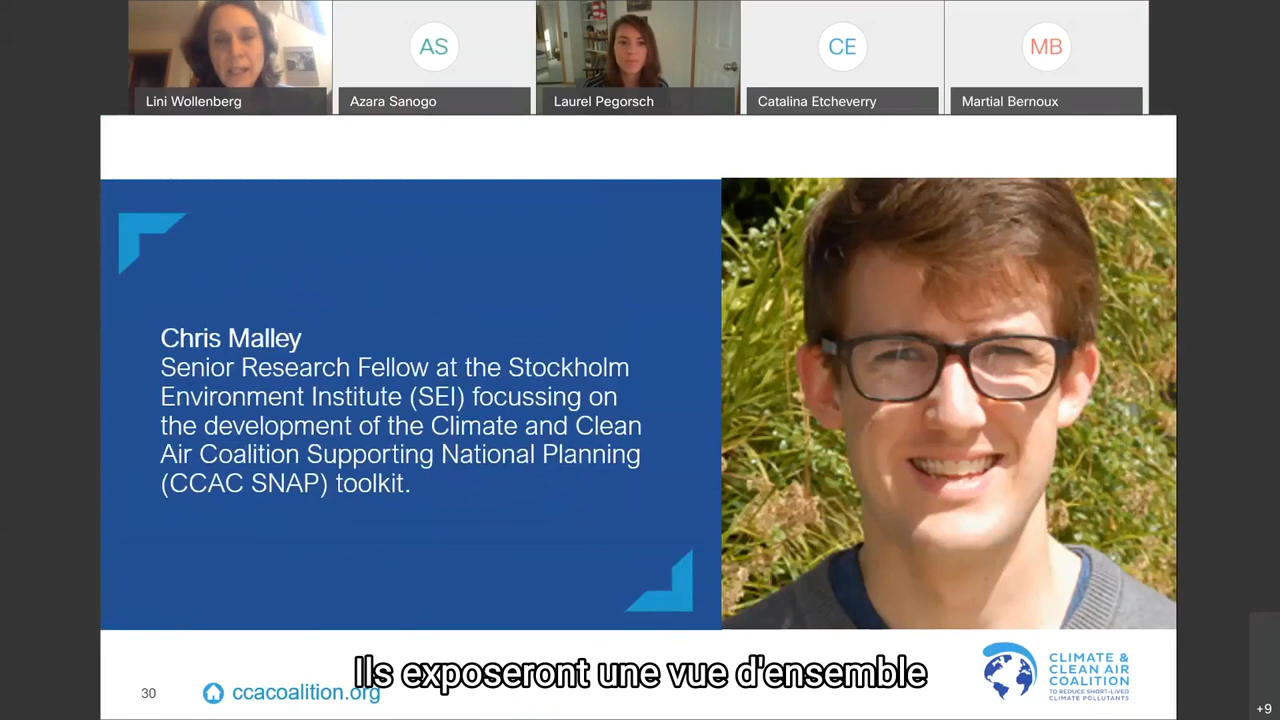 AS
CE
MB
Lini Wollenberg
Azara Sanogo
Laurel Pegorsch
Catalina Etcheverry
Martial Bernoux
Chris Malley
Senior Research Fellow at the Stockholm
Environment Institute (SEI) focussing on
the development of the Climate and Clean
Air Coalition Supporting National Planning
(CCAC SNAP) toolkit.
Ils exposeront une vue d'ensemble
30
ccacoalition.org
CLIMATE &
CLEAN AIR
COALITION
TO REDUCE SHORT-LIVED
CLIMATE POLLUTANTS
+9